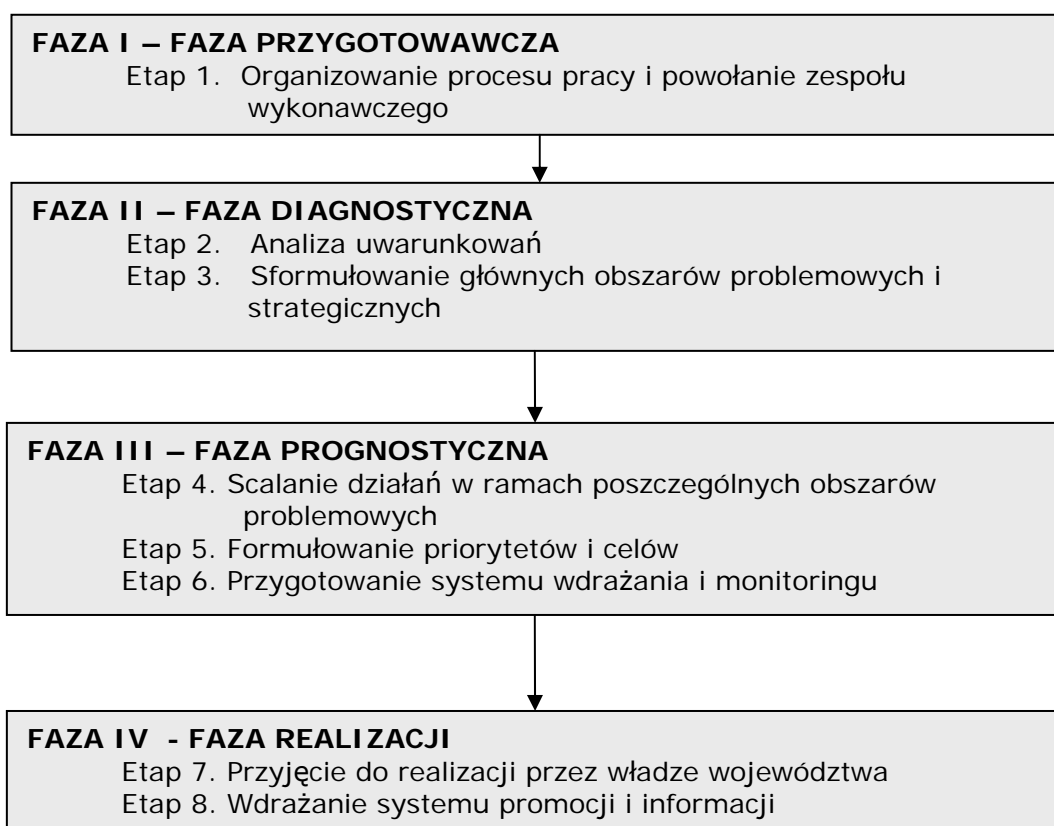 FAZA I – FAZA PRZYGOTOWAWCZA
Etap 1. Organizowanie procesu pracy i powołanie zespołu
wykonawczego
FAZA II – FAZA DIAGNOSTYCZNA
Etap 2. Analiza uwarunkowań
Etap 3. Sformułowanie głównych obszarów problemowych i
strategicznych
FAZA III – FAZA PROGNOSTYCZNA
Etap 4. Scalanie działań w ramach poszczególnych obszarów
problemowych
Etap 5. Formułowanie priorytetów i celów
Etap 6. Przygotowanie systemu wdrażania i monitoringu
FAZA IV - FAZA REALIZACJI
Etap 7. Przyjęcie do realizacji przez władze województwa
Etap 8. Wdrażanie systemu promocji i informacji